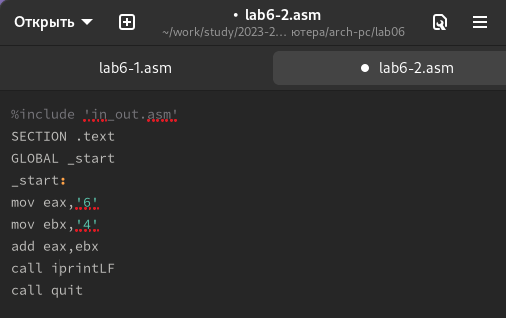 Открыть
• lab6-2.asm
~/work/study/2023-2… ютера/arch-pc/lab06
lab6-1.asm
● lab6-2.asm
%include 'in_out.asm'
SECTION .text
GLOBAL _start
_start:
mov eax,'6'
mov ebx,'4'
add eax,ebx
call iprintLF
call quit